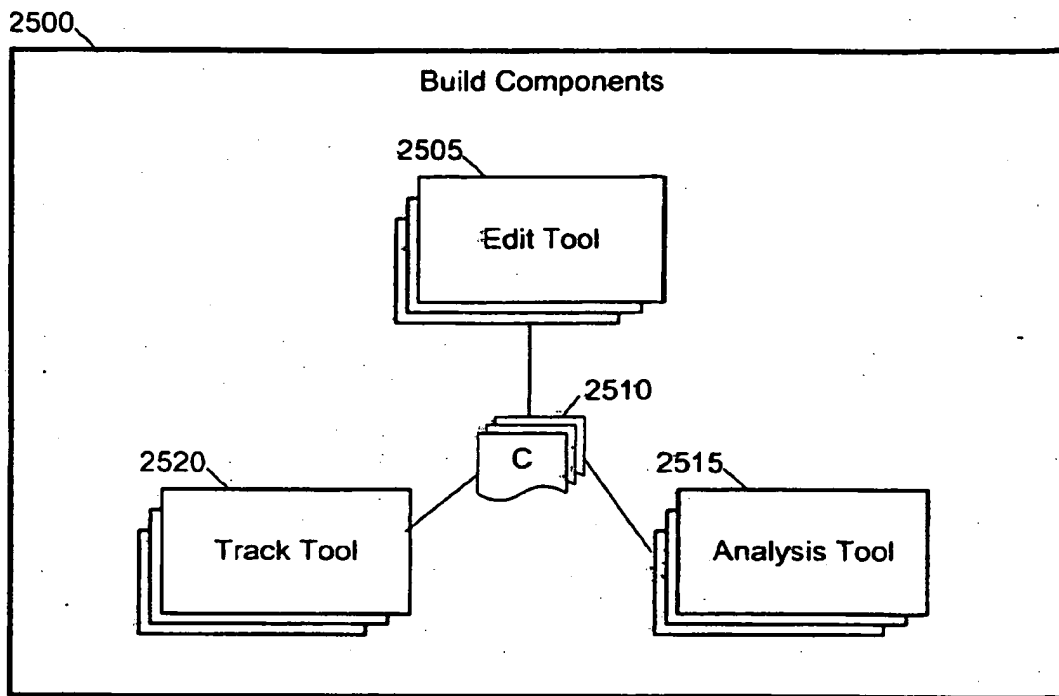 2500
Build Components
2505
Edit Tool
2510
C
2520
2515
Track Tool
Analysis Tool